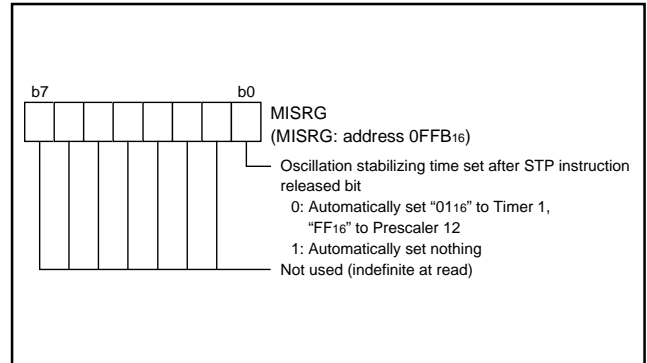 b7 b0
MISRG
(MISRG: address 0FFB16)
Oscillation stabilizing time set after STP instruction
released bit
0: Automatically set “0116” to Timer 1,
“FF16” to Prescaler 12
1: Automatically set nothing
Not used (indefinite at read)